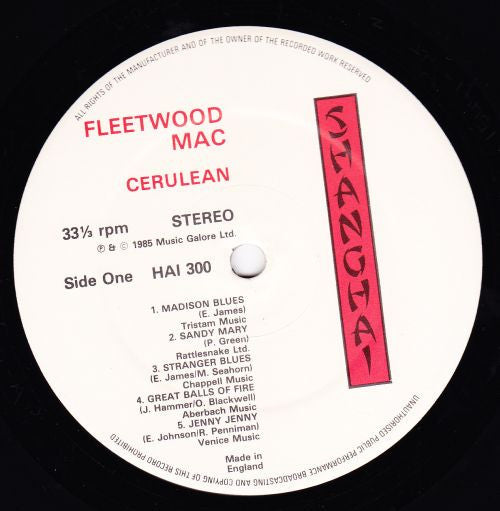 ALL RIGHTS OF THE MANUFACTURER AND OF THE OWNER OF THE RECORDED WORK RESERVED
FLEETWOOD
MAC
CERULEAN
SHANGHAI
33⅓ rpm STEREO
℗ & © 1985 Music Galore Ltd.
Side One HAI 300
1. MADISON BLUES
(E. James)
Tristam Music
2. SANDY MARY
(P. Green)
Rattlesnake Ltd.
3. STRANGER BLUES
(E. James/M. Seahorn)
Chappell Music
4. GREAT BALLS OF FIRE
(J. Hammer/O. Blackwell)
Aberbach Music
5. JENNY JENNY
(E. Johnson/R. Penniman)
Venice Music
Made in
England
UNAUTHORISED PUBLIC PERFORMANCE BROADCASTING AND COPYING OF THIS RECORD PROHIBITED